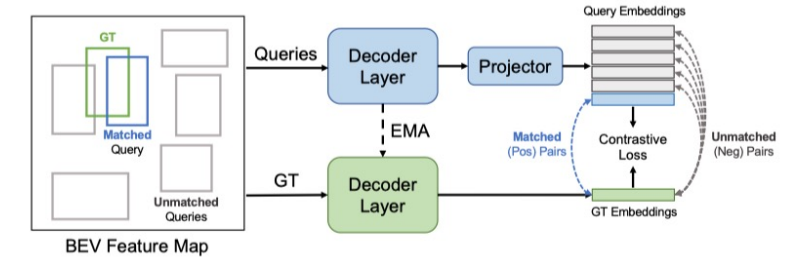 GT
Matched
Query
Unmatched
Queries
BEV Feature Map
Queries
GT
Decoder
Layer
EMA
Decoder
Layer
Projector
Query Embeddings
Matched
(Pos) Pairs
Contrastive
Loss
Unmatched
(Neg) Pairs
GT Embeddings